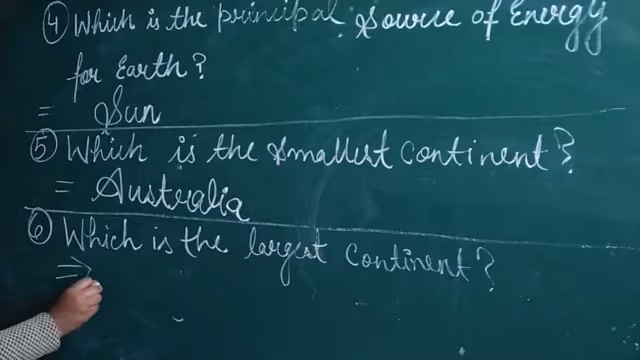 ④ Which is the principal source of Energy
for Earth?
= Sun
⑤ Which is the smallest continent?
= Australia
⑥ Which is the largest continent?
⇒